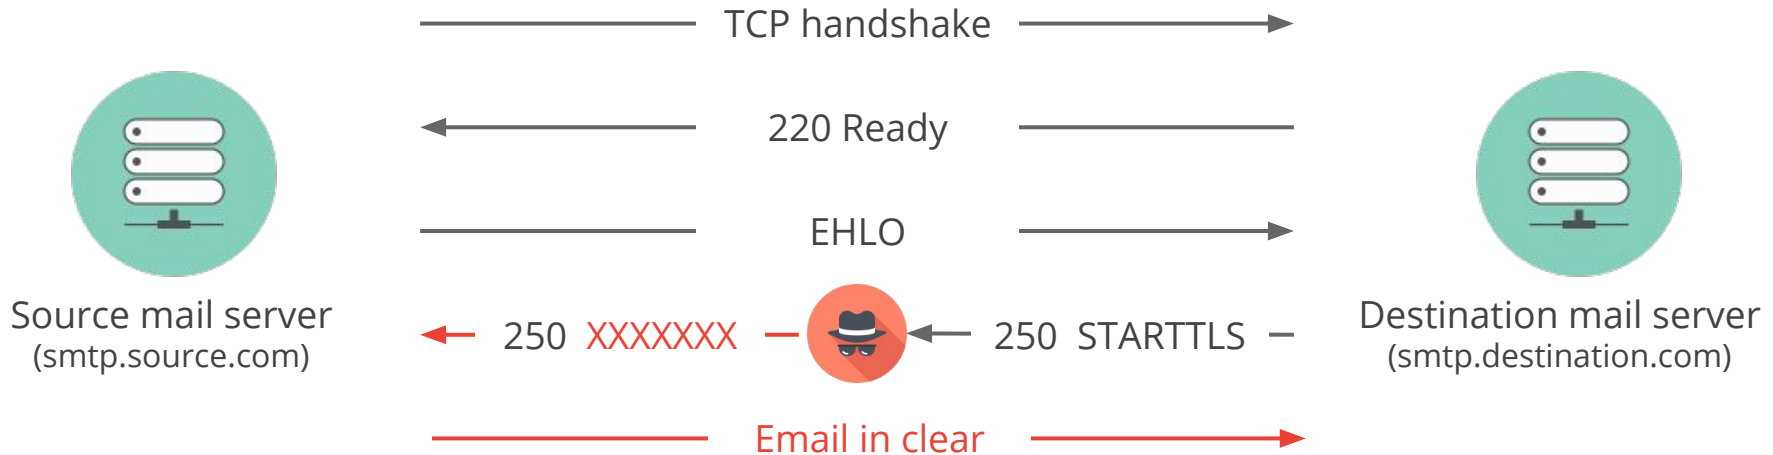 TCP handshake
220 Ready
EHLO
Source mail server
(smtp.source.com)
250 XXXXXXX
250 STARTTLS
Destination mail server
(smtp.destination.com)
Email in clear